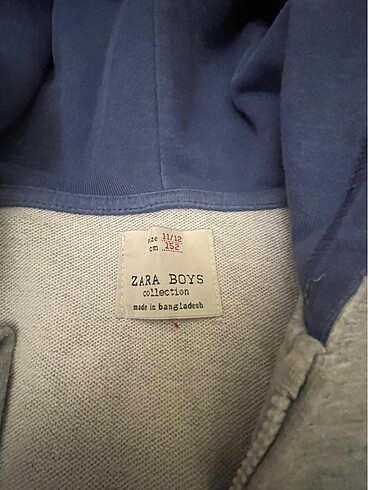 size 11/12
cm 152
ZARA BOYS
collection
made in bangladesh